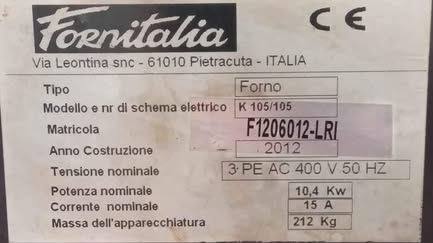 Fornitalia CE
Via Leontina snc - 61010 Pietracuta - ITALIA
Tipo Forno
Modello e nr di schema elettrico K 105/105
Matricola F1206012-LRI
Anno Costruzione 2012
Tensione nominale 3 PE AC 400 V 50 HZ
Potenza nominale 10,4 Kw
Corrente nominale 15 A
Massa dell'apparecchiatura 212 Kg